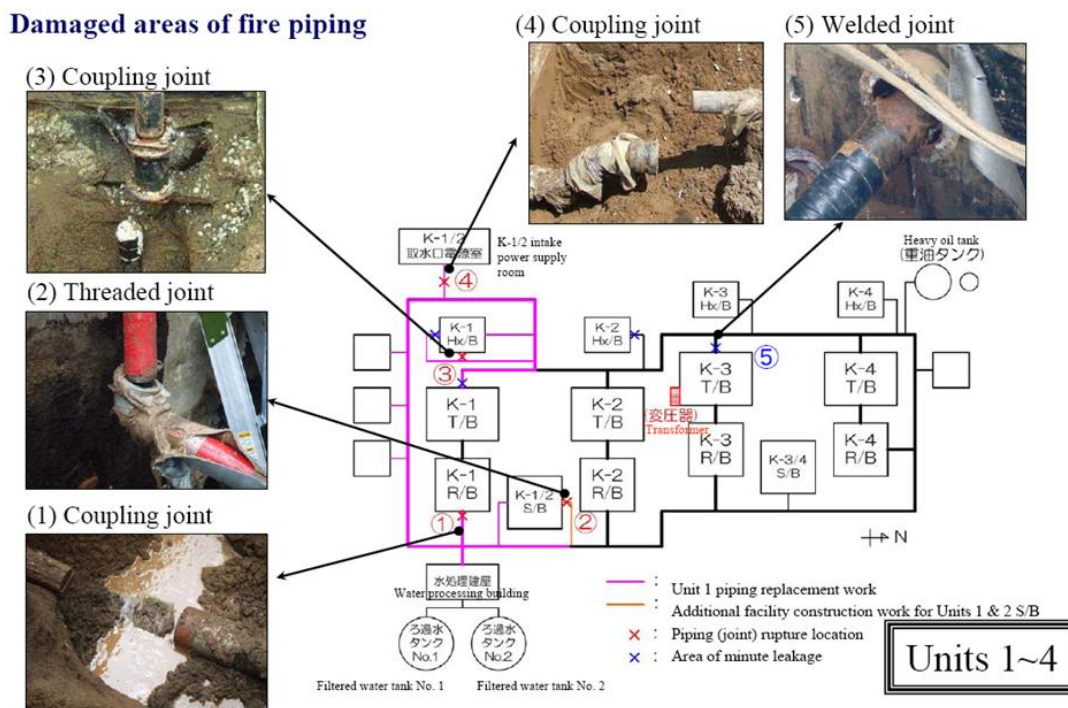 Damaged areas of fire piping
(3) Coupling joint
(4) Coupling joint
(5) Welded joint
(2) Threaded joint
(1) Coupling joint
K-1/2
取水口電源室
K-1/2 intake
power supply
room
④
Heavy oil tank
(重油タンク)
K-1
Hx/B
K-2
Hx/B
K-3
Hx/B
K-4
Hx/B
③
⑤
K-1
T/B
K-2
T/B
K-3
T/B
K-4
T/B
(変圧器)
Transformer
K-1
R/B
K-1/2
S/B
K-2
R/B
K-3
R/B
K-3/4
S/B
K-4
R/B
①
②
N
水処理建屋
Water processing building
ろ過水
タンク
No.1
ろ過水
タンク
No.2
Filtered water tank No. 1
Filtered water tank No. 2
: Unit 1 piping replacement work
: Additional facility construction work for Units 1 & 2 S/B
× : Piping (joint) rupture location
× : Area of minute leakage
Units 1~4